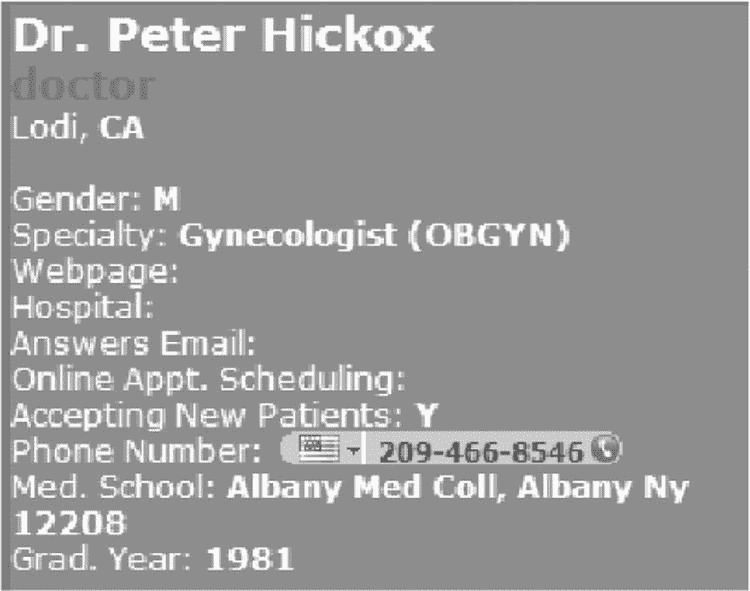 Dr. Peter Hickox
doctor
Lodi, CA
Gender: M
Specialty: Gynecologist (OBGYN)
Webpage:
Hospital:
Answers Email:
Online Appt. Scheduling:
Accepting New Patients: Y
Phone Number: 209-466-8546
Med. School: Albany Med Coll, Albany Ny
12208
Grad. Year: 1981